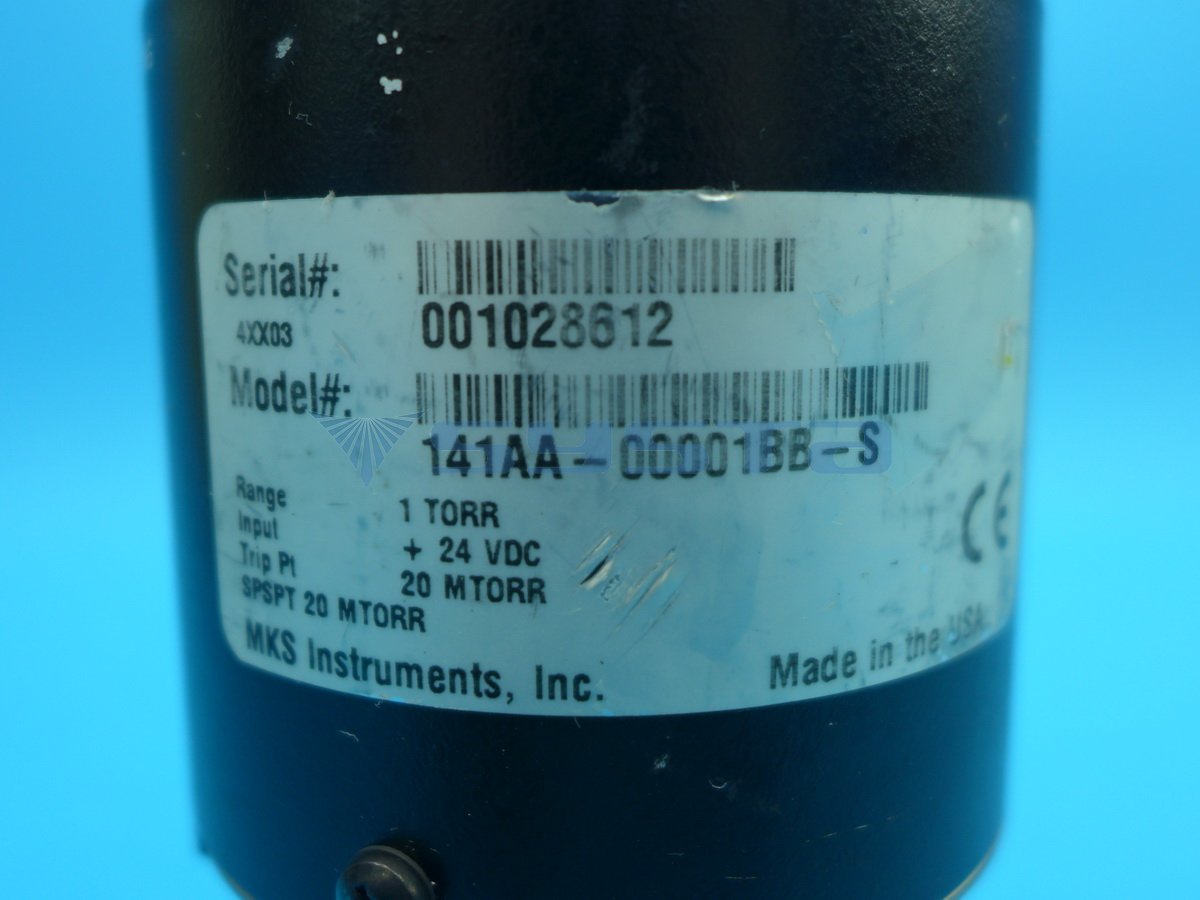 Serial#:
4XX03
001028612
Model#:
141AA-00001BB-S
Range 1 TORR
Input + 24 VDC
Trip Pt 20 MTORR
SPSPT 20 MTORR
CE
MKS Instruments, Inc.
Made in the USA